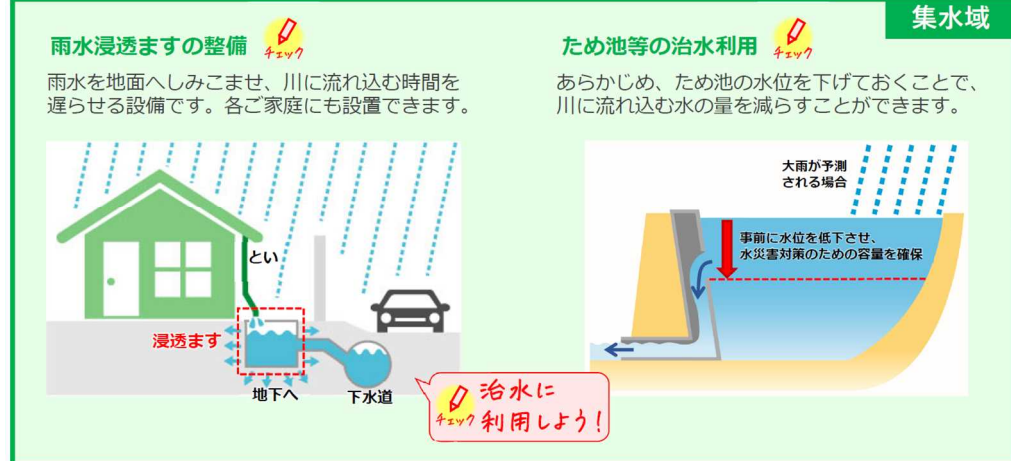 集水域
雨水浸透ますの整備
チェック
雨水を地面へしみこませ、川に流れ込む時間を
遅らせる設備です。各ご家庭にも設置できます。
とい
浸透ます
地下へ
下水道
ため池等の治水利用
チェック
あらかじめ、ため池の水位を下げておくことで、
川に流れ込む水の量を減らすことができます。
大雨が予測
される場合
事前に水位を低下させ、
水災害対策のための容量を確保
チェック
治水に
利用しよう!